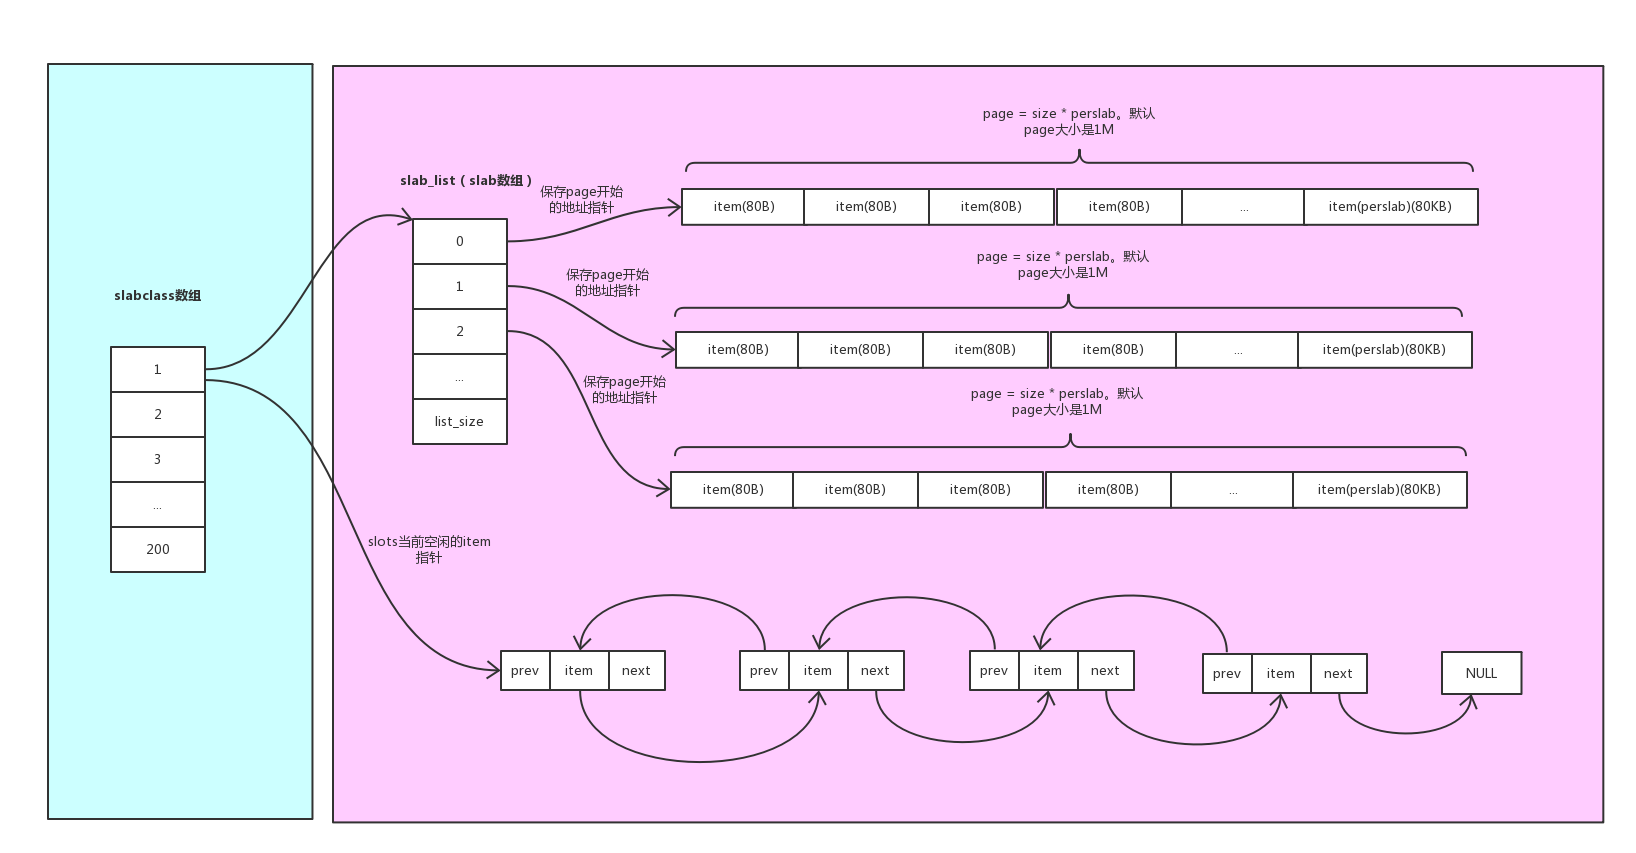 slabclass数组
1
2
3
...
200
slab_list（slab数组）
0
1
2
...
list_size
保存page开始
的地址指针
page = size * perslab。默认
page大小是1M
item(80B) item(80B) item(80B) item(80B) ... item(perslab)(80KB)
保存page开始
的地址指针
page = size * perslab。默认
page大小是1M
item(80B) item(80B) item(80B) item(80B) ... item(perslab)(80KB)
保存page开始
的地址指针
page = size * perslab。默认
page大小是1M
item(80B) item(80B) item(80B) item(80B) ... item(perslab)(80KB)
slots当前空闲的item
指针
prev item next prev item next prev item next prev item next NULL